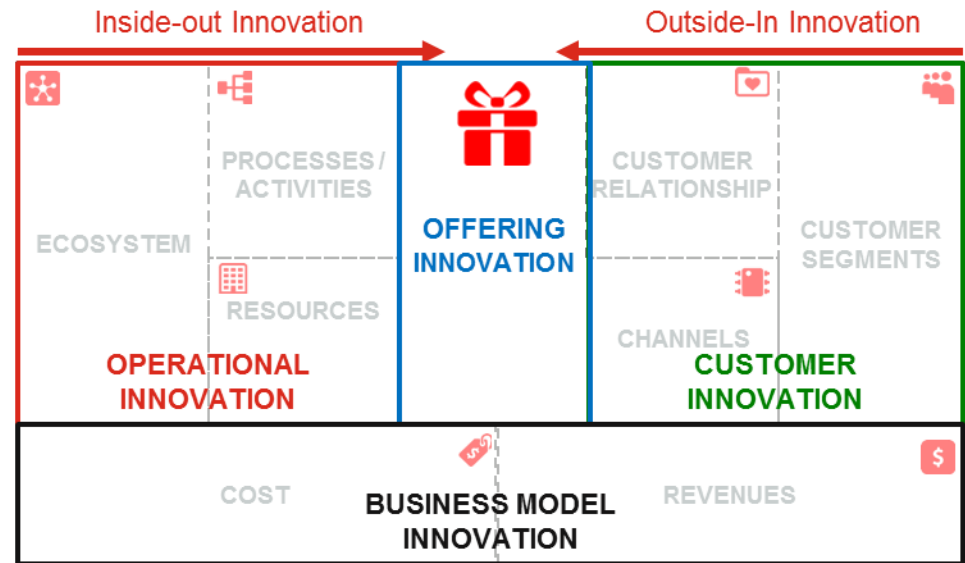 Inside-out Innovation
Outside-In Innovation
PROCESSES/
ACTIVITIES
ECOSYSTEM
RESOURCES
OPERATIONAL
INNOVATION
OFFERING
INNOVATION
CUSTOMER
RELATIONSHIP
CUSTOMER
SEGMENTS
CHANNELS
CUSTOMER
INNOVATION
$
COST
BUSINESS MODEL
INNOVATION
REVENUES
$